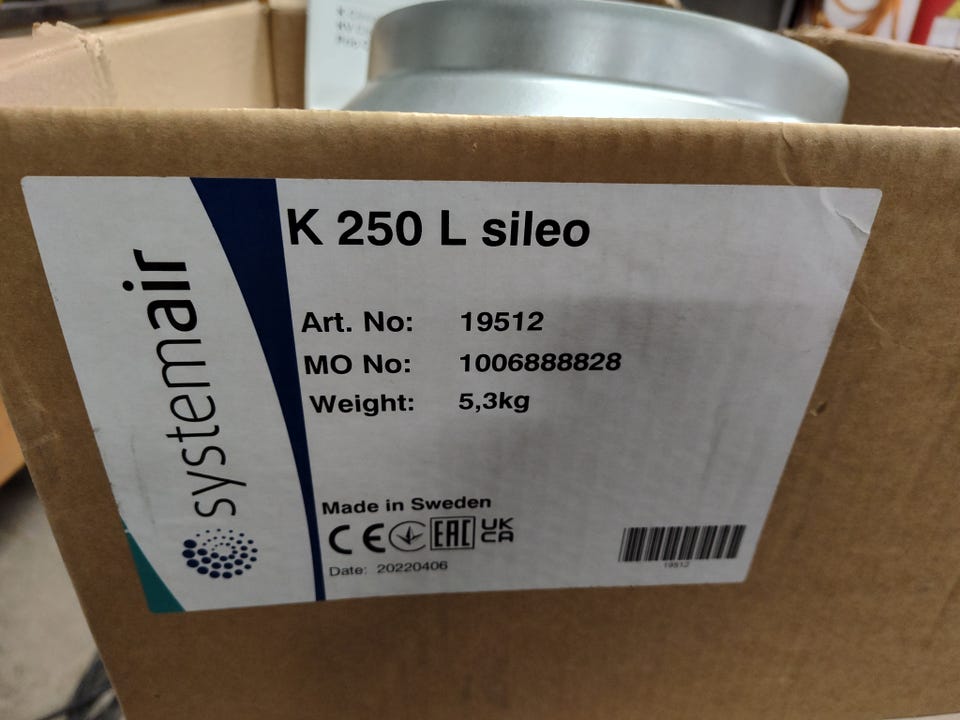 K 250 L sileo
Art. No: 19512
MO No: 1006888828
Weight: 5,3kg
Made in Sweden
CE EAC UK
CA
Date: 20220406
19512
systemair